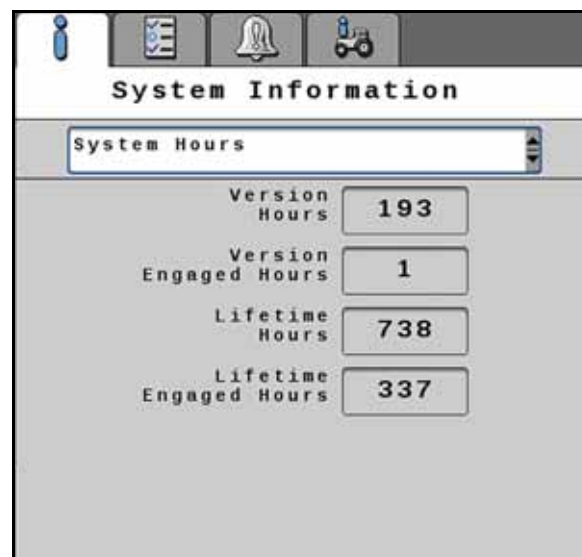 System Information
System Hours
Version
Hours
193
Version
Engaged Hours
1
Lifetime
Hours
738
Lifetime
Engaged Hours
337